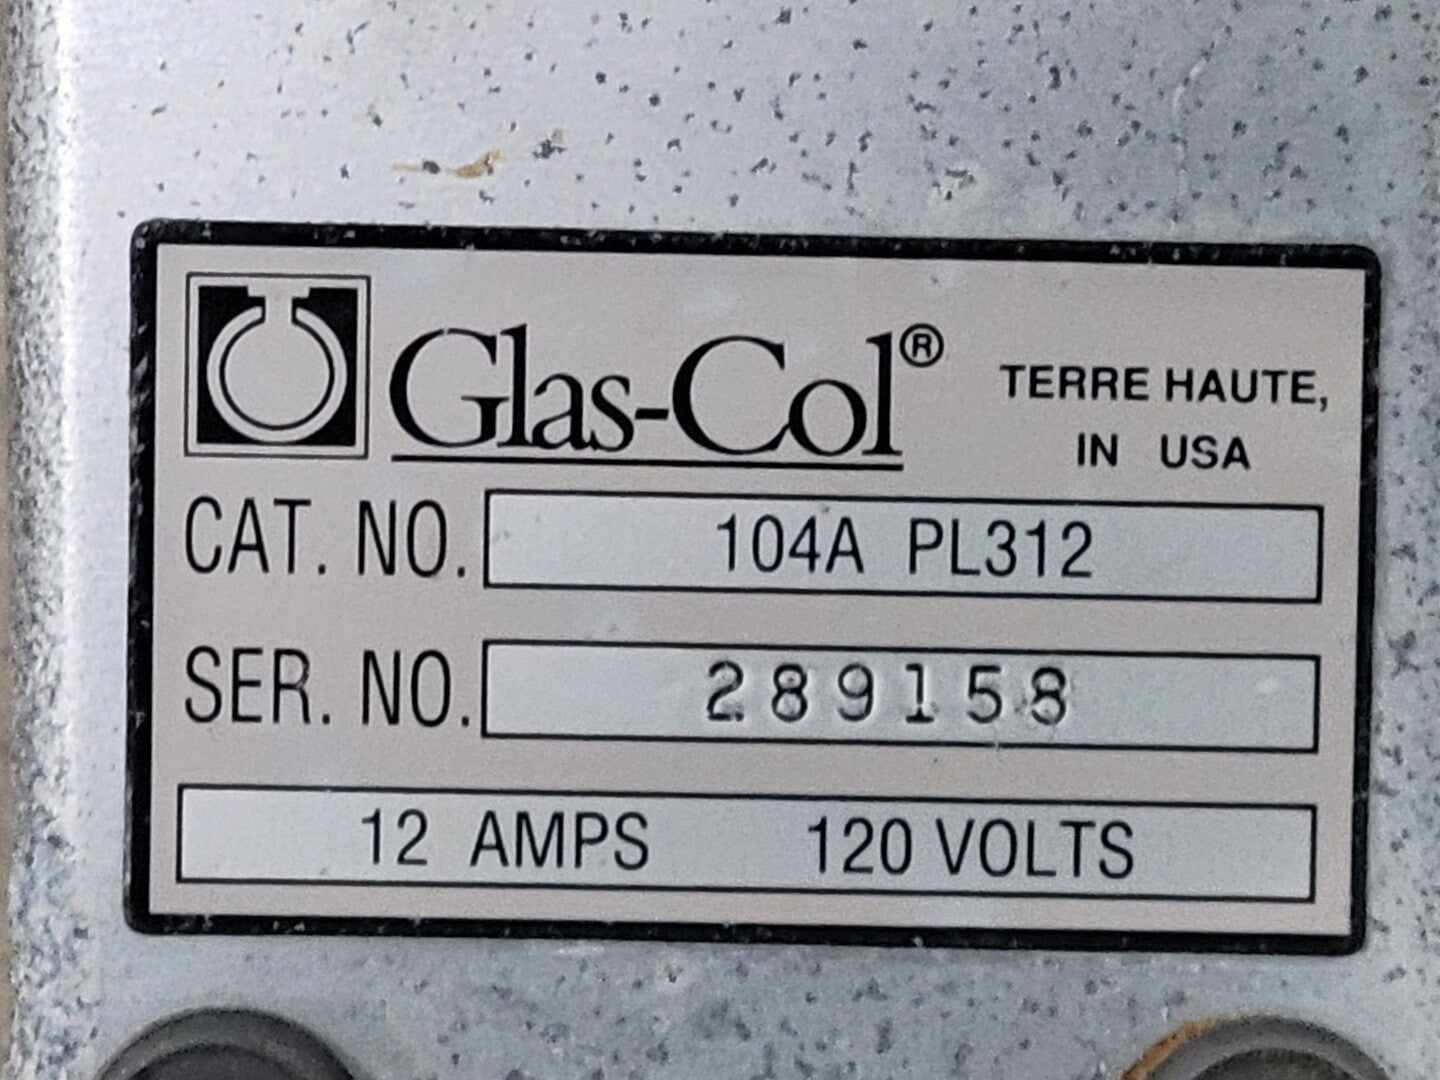 Glas-Col®
TERRE HAUTE,
IN USA
CAT. NO. 104A PL312
SER. NO. 289158
12 AMPS 120 VOLTS